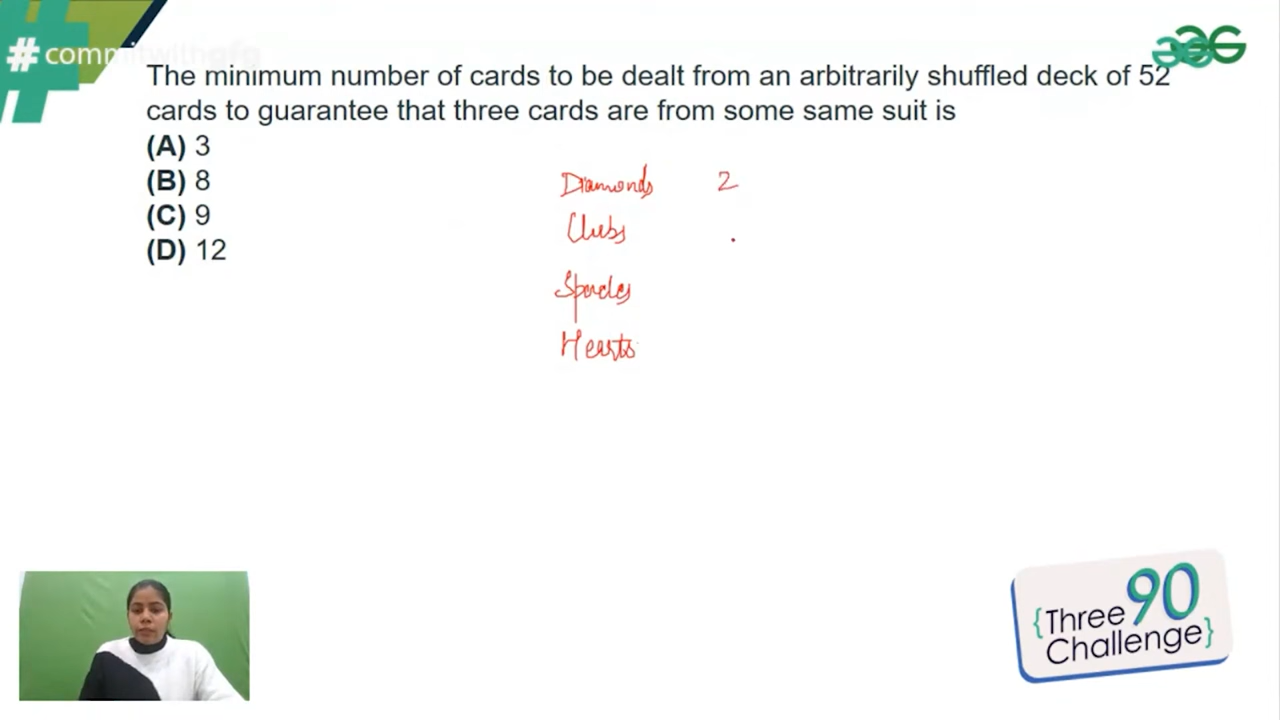 #commitwithgfg
The minimum number of cards to be dealt from an arbitrarily shuffled deck of 52
cards to guarantee that three cards are from some same suit is
(A) 3
(B) 8
(C) 9
(D) 12
Diamonds 2
Clubs
Spades
Hearts
{Three 90
Challenge}